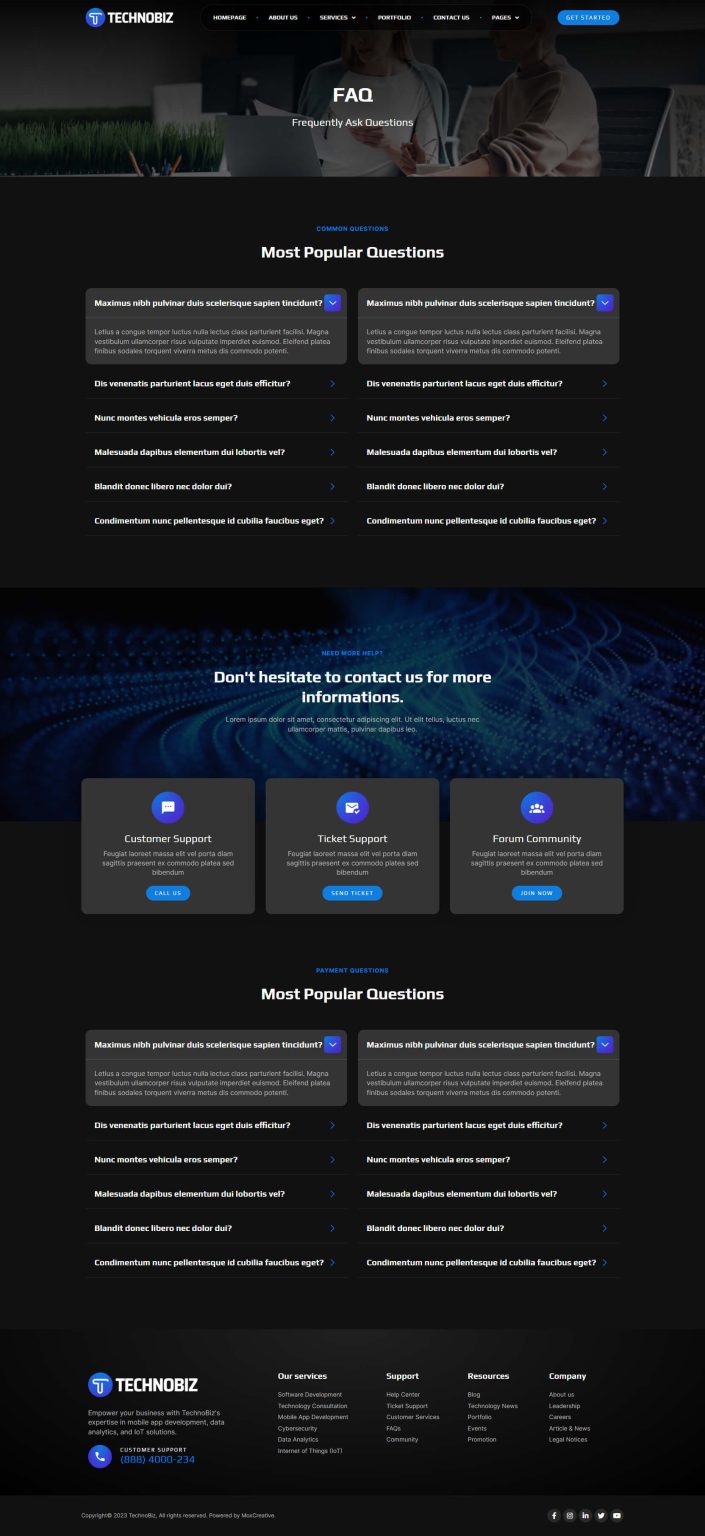 TECHNOBIZ
HOMEPAGE
ABOUT US
SERVICES
PORTFOLIO
CONTACT US
PAGES
GET STARTED
FAQ
Frequently Ask Questions
COMMON QUESTIONS
Most Popular Questions
Maximus nibh pulvinar duis scelerisque sapien tincidunt?
Letius a congue tempor luctus nulla lectus class parturient facilisi. Magna
vestibulum ullamcorper risus vulputate imperdiet euismod. Eleifend platea
finibus sodales torquent viverra metus dis commodo potenti.
Dis venenatis parturient lacus eget duis efficitur?
Nunc montes vehicula eros semper?
Malesuada dapibus elementum dui lobortis vel?
Blandit donec libero nec dolor dui?
Condimentum nunc pellentesque id cubilia faucibus eget?
Maximus nibh pulvinar duis scelerisque sapien tincidunt?
Letius a congue tempor luctus nulla lectus class parturient facilisi. Magna
vestibulum ullamcorper risus vulputate imperdiet euismod. Eleifend platea
finibus sodales torquent viverra metus dis commodo potenti.
Dis venenatis parturient lacus eget duis efficitur?
Nunc montes vehicula eros semper?
Malesuada dapibus elementum dui lobortis vel?
Blandit donec libero nec dolor dui?
Condimentum nunc pellentesque id cubilia faucibus eget?
NEED MORE HELP?
Don't hesitate to contact us for more
informations.
Lorem ipsum dolor sit amet, consectetur adipiscing elit. Ut elit tellus, luctus nec
ullamcorper mattis, pulvinar dapibus leo.
Customer Support
Feugiat laoreet massa elit vel porta diam
sagittis praesent ex commodo platea sed
bibendum
CALL US
Ticket Support
Feugiat laoreet massa elit vel porta diam
sagittis praesent ex commodo platea sed
bibendum
SEND TICKET
Forum Community
Feugiat laoreet massa elit vel porta diam
sagittis praesent ex commodo platea sed
bibendum
JOIN NOW
PAYMENT QUESTIONS
Most Popular Questions
Maximus nibh pulvinar duis scelerisque sapien tincidunt?
Letius a congue tempor luctus nulla lectus class parturient facilisi. Magna
vestibulum ullamcorper risus vulputate imperdiet euismod. Eleifend platea
finibus sodales torquent viverra metus dis commodo potenti.
Dis venenatis parturient lacus eget duis efficitur?
Nunc montes vehicula eros semper?
Malesuada dapibus elementum dui lobortis vel?
Blandit donec libero nec dolor dui?
Condimentum nunc pellentesque id cubilia faucibus eget?
Maximus nibh pulvinar duis scelerisque sapien tincidunt?
Letius a congue tempor luctus nulla lectus class parturient facilisi. Magna
vestibulum ullamcorper risus vulputate imperdiet euismod. Eleifend platea
finibus sodales torquent viverra metus dis commodo potenti.
Dis venenatis parturient lacus eget duis efficitur?
Nunc montes vehicula eros semper?
Malesuada dapibus elementum dui lobortis vel?
Blandit donec libero nec dolor dui?
Condimentum nunc pellentesque id cubilia faucibus eget?
TECHNOBIZ
Empower your business with TechnoBiz's
expertise in mobile app development, data
analytics, and IoT solutions.
CUSTOMER SUPPORT
(888) 4000-234
Our services
Software Development
Technology Consultation
Mobile App Development
Cybersecurity
Data Analytics
Internet of Things (IoT)
Support
Help Center
Ticket Support
Customer Services
FAQs
Community
Resources
Blog
Technology News
Portfolio
Events
Promotion
Company
About us
Leadership
Careers
Article & News
Legal Notices
Copyright© 2023 TechnoBiz, All rights reserved. Powered by MoxCreative.